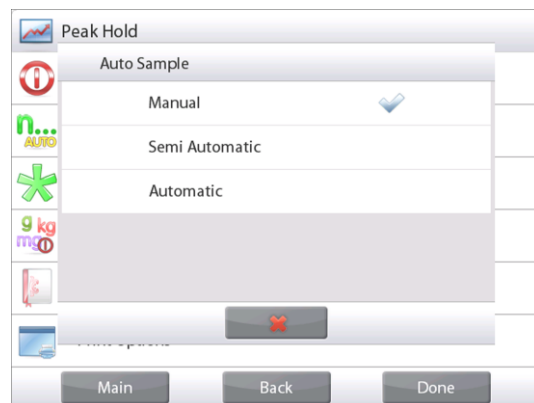 Peak Hold
Auto Sample
Manual
n...
AUTO
Semi Automatic
Automatic
g kg
mg
Main
Back
Done